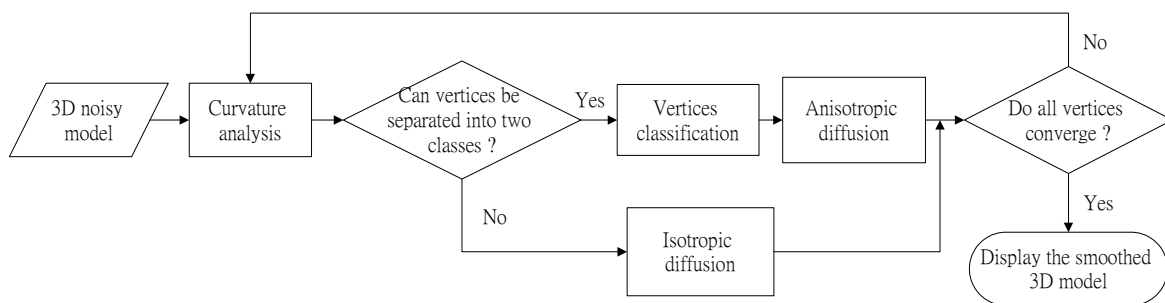 3D noisy
model
Curvature
analysis
Can vertices be
separated into two
classes ?
Yes
Vertices
classification
Anisotropic
diffusion
Do all vertices
converge ?
No
No
Isotropic
diffusion
Yes
Display the smoothed
3D model